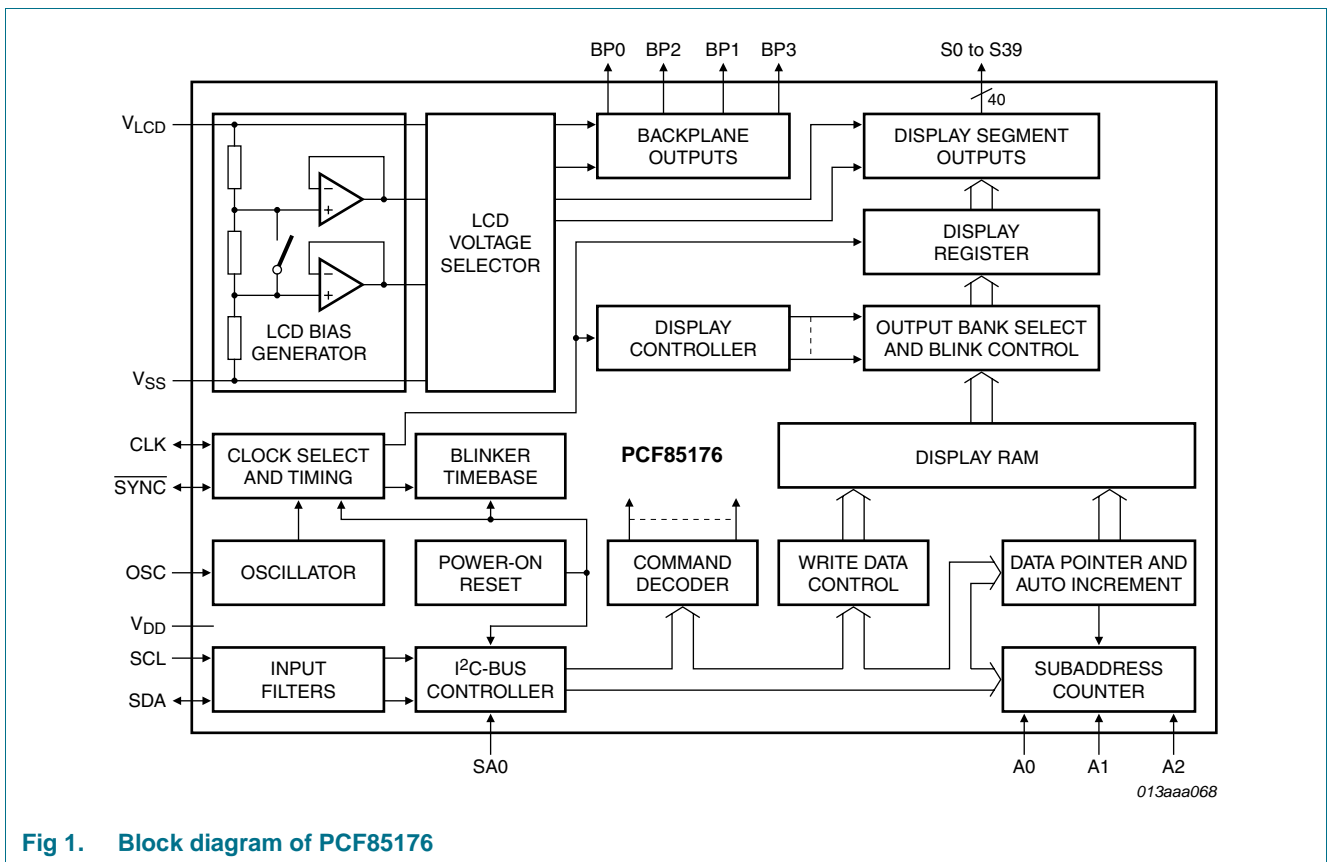 BP0 BP2 BP1 BP3 S0 to S39
40
VLCD
BACKPLANE
OUTPUTS
DISPLAY SEGMENT
OUTPUTS
LCD
VOLTAGE
SELECTOR
DISPLAY
REGISTER
LCD BIAS
GENERATOR
DISPLAY
CONTROLLER
OUTPUT BANK SELECT
AND BLINK CONTROL
VSS
CLK
SYNC
CLOCK SELECT
AND TIMING
BLINKER
TIMEBASE
PCF85176
DISPLAY RAM
OSC
OSCILLATOR
POWER-ON
RESET
COMMAND
DECODER
WRITE DATA
CONTROL
DATA POINTER AND
AUTO INCREMENT
VDD
SCL
SDA
INPUT
FILTERS
I2C-BUS
CONTROLLER
SUBADDRESS
COUNTER
SA0 A0 A1 A2
013aaa068
Fig 1. Block diagram of PCF85176